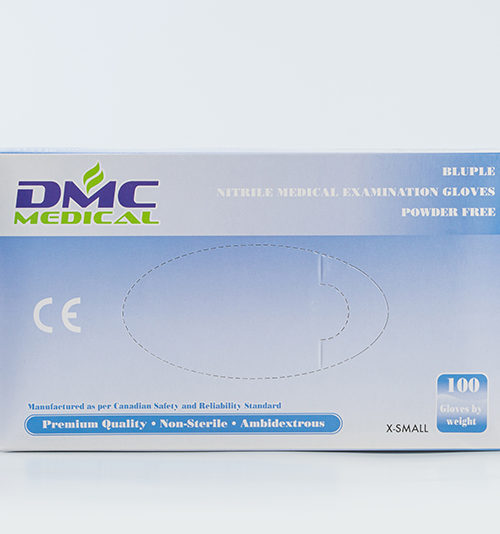 DMC
MEDICAL
BLUPLE
NITRILE MEDICAL EXAMINATION GLOVES
POWDER FREE
CE
Manufactured as per Canadian Safety and Reliability Standard
Premium Quality • Non-Sterile • Ambidextrous
X-SMALL
100
Gloves by
weight